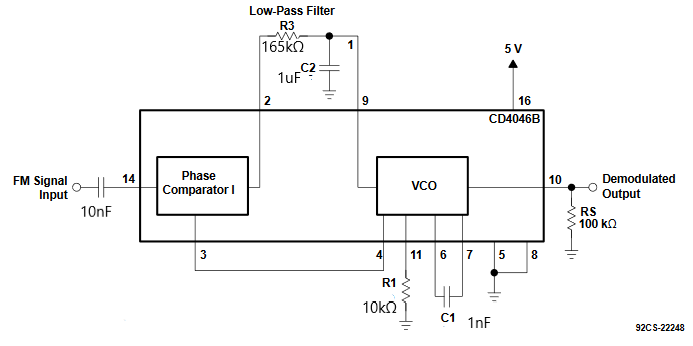 Low-Pass Filter
R3
165kΩ
1
C2
1uF
5 V
2
9
16
CD4046B
FM Signal
Input
14
Phase
Comparator I
VCO
10
Demodulated
Output
10nF
RS
100 kΩ
3
4
11
6
7
5
8
R1
10kΩ
C1
1nF
92CS-22248